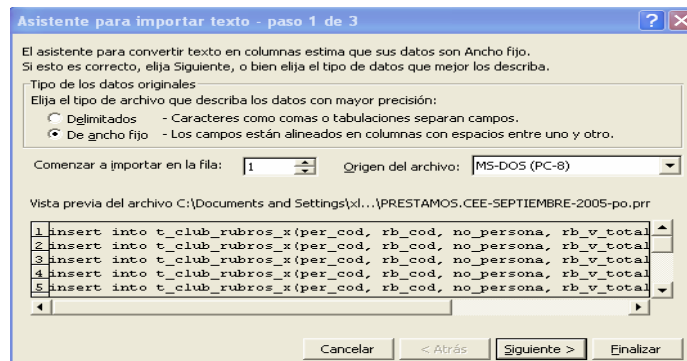 Asistente para importar texto - paso 1 de 3
El asistente para convertir texto en columnas estima que sus datos son Ancho fijo.
Si esto es correcto, elija Siguiente, o bien elija el tipo de datos que mejor los describa.
Tipo de los datos originales
Elija el tipo de archivo que describa los datos con mayor precisión:
Delimitados - Caracteres como comas o tabulaciones separan campos.
De ancho fijo - Los campos están alineados en columnas con espacios entre uno y otro.
Comenzar a importar en la fila: 1 Origen del archivo: MS-DOS (PC-8)
Vista previa del archivo C:\Documents and Settings\xl...\PRESTAMOS.CEE-SEPTIEMBRE-2005-po.prr
1 insert into t_club_rubros_x(per_cod, rb_cod, no_persona, rb_v_total
2 insert into t_club_rubros_x(per_cod, rb_cod, no_persona, rb_v_total
3 insert into t_club_rubros_x(per_cod, rb_cod, no_persona, rb_v_total
4 insert into t_club_rubros_x(per_cod, rb_cod, no_persona, rb_v_total
5 insert into t_club_rubros_x(per_cod, rb_cod, no_persona, rb_v_total
Cancelar < Atrás Siguiente > Finalizar